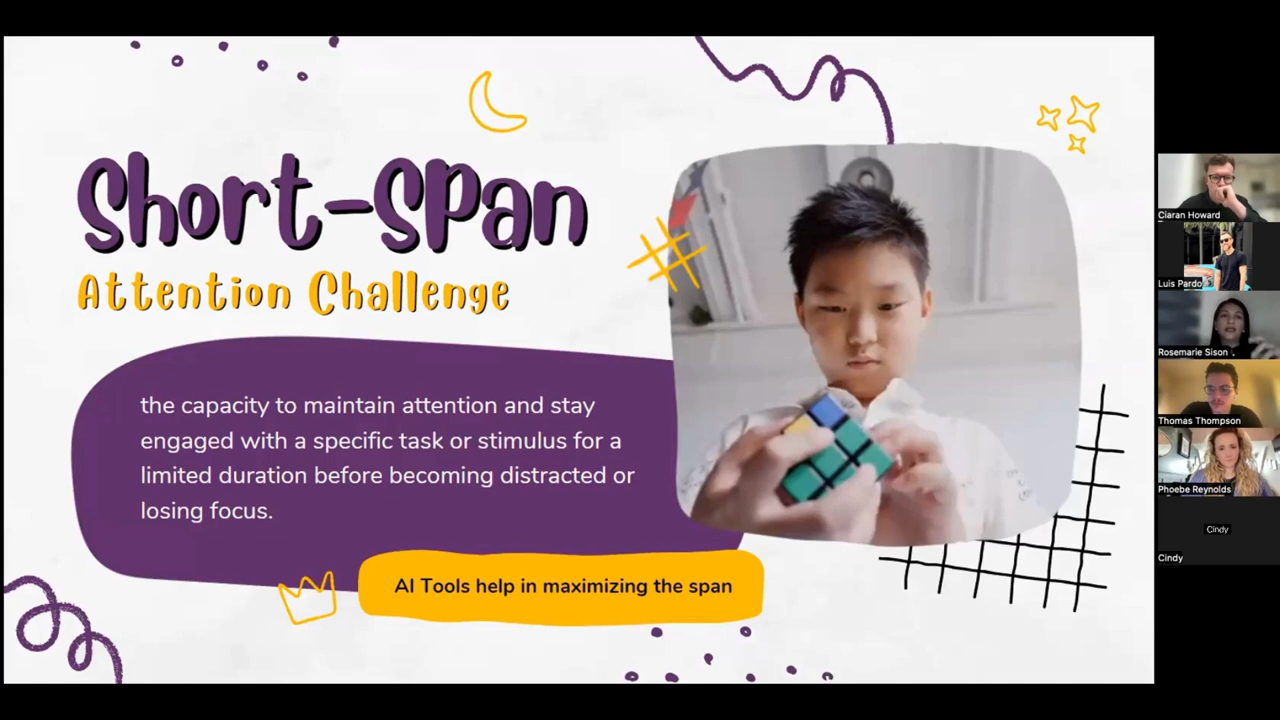 Short-Span
Attention Challenge
the capacity to maintain attention and stay
engaged with a specific task or stimulus for a
limited duration before becoming distracted or
losing focus.
AI Tools help in maximizing the span
Ciaran Howard
Luis Pardo
Rosemarie Sison
Thomas Thompson
Phoebe Reynolds
Cindy
Cindy